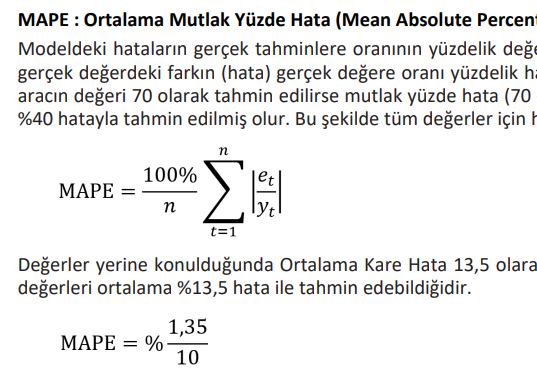 MAPE : Ortalama Mutlak Yüzde Hata (Mean Absolute Percent
Modeldeki hataların gerçek tahminlere oranının yüzdelik değe
gerçek değerdeki farkın (hata) gerçek değere oranı yüzdelik ha
aracın değeri 70 olarak tahmin edilirse mutlak yüzde hata (70
%40 hatayla tahmin edilmiş olur. Bu şekilde tüm değerler için h
MAPE = 100%/n ∑_{t=1}^{n} |e_t/y_t|
Değerler yerine konulduğunda Ortalama Kare Hata 13,5 olara
değerleri ortalama %13,5 hata ile tahmin edebildiğidir.
MAPE = % 1,35/10